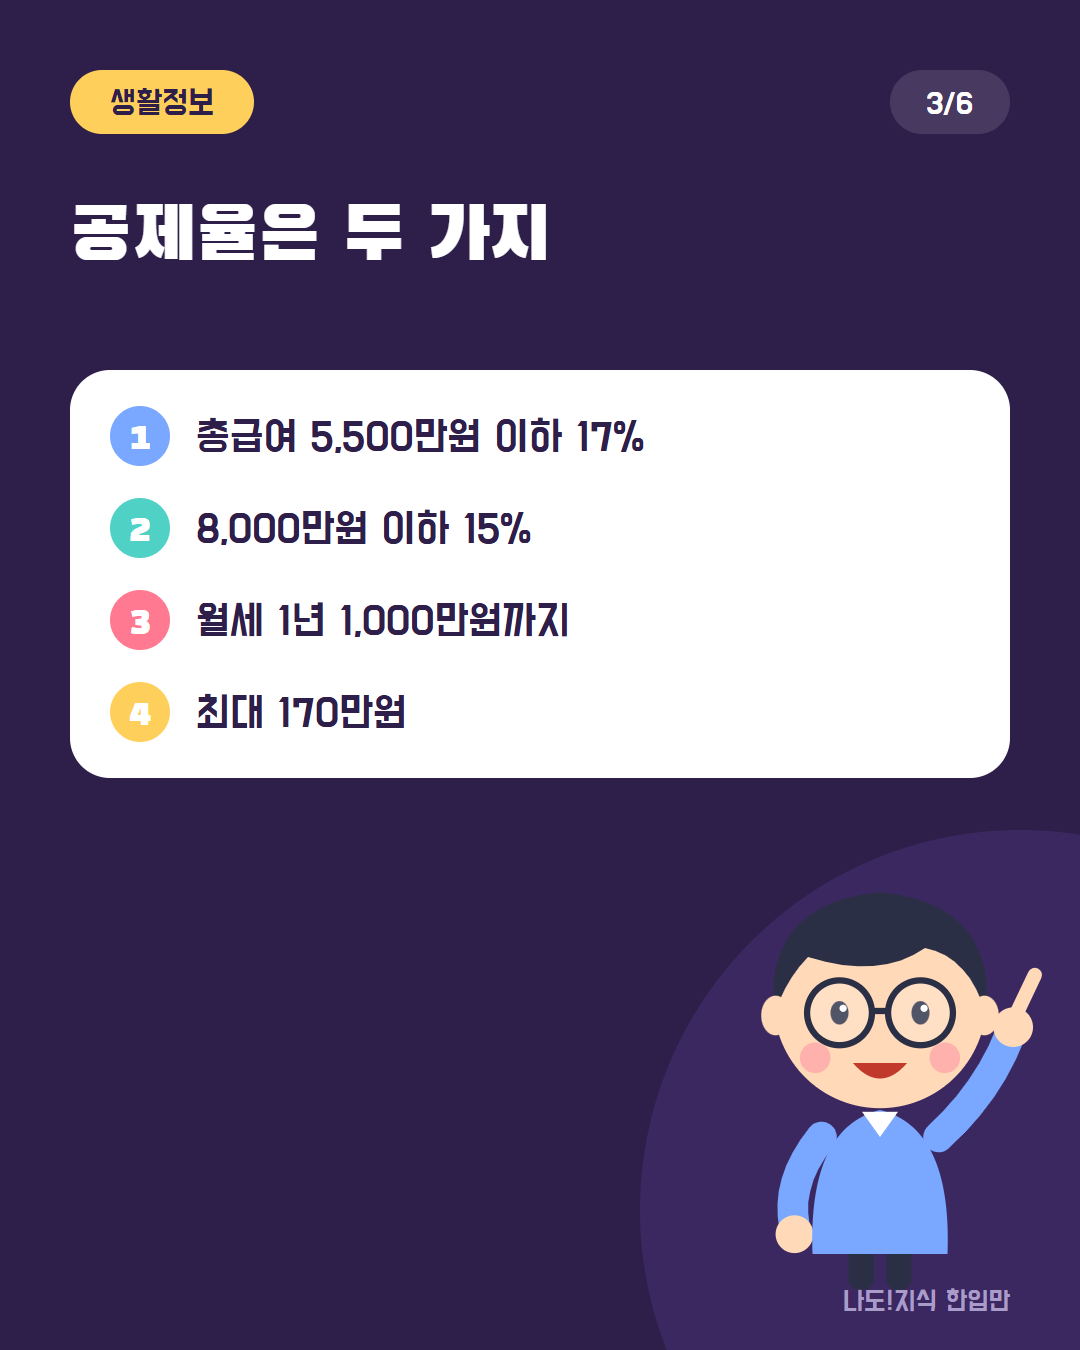 생활정보
3/6
공제율은 두 가지
1 총급여 5,500만원 이하 17%
2 8,000만원 이하 15%
3 월세 1년 1,000만원까지
4 최대 170만원
나도!지식 한입만